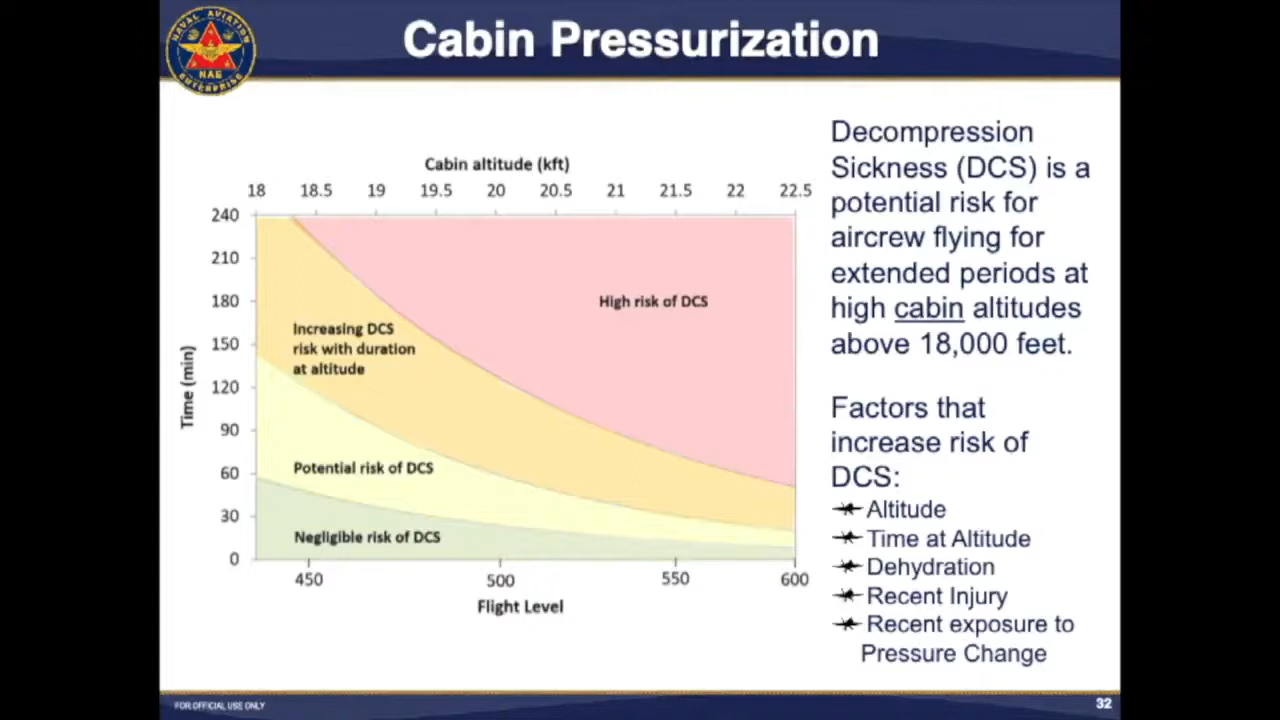 NAVAL AVIATION
NAE
ENTERPRISE
Cabin Pressurization
Cabin altitude (kft)
18 18.5 19 19.5 20 20.5 21 21.5 22 22.5
240
210
180
150
120
90
60
30
0
Time (min)
High risk of DCS
Increasing DCS
risk with duration
at altitude
Potential risk of DCS
Negligible risk of DCS
450 500 550 600
Flight Level
Decompression
Sickness (DCS) is a
potential risk for
aircrew flying for
extended periods at
high cabin altitudes
above 18,000 feet.
Factors that
increase risk of
DCS:
Altitude
Time at Altitude
Dehydration
Recent Injury
Recent exposure to
Pressure Change
FOR OFFICIAL USE ONLY
32